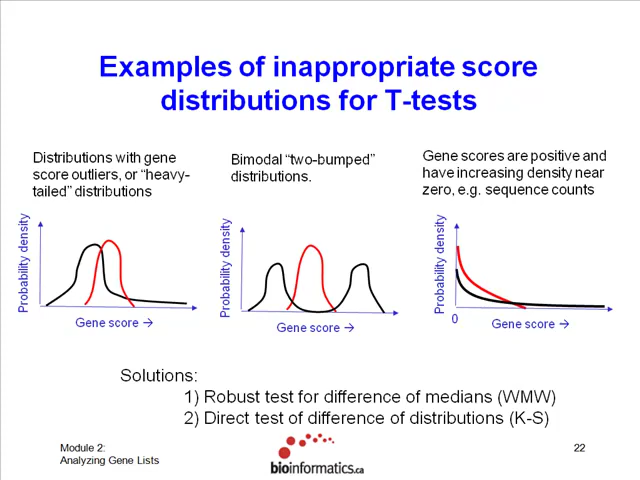 Examples of inappropriate score
distributions for T-tests
Distributions with gene
score outliers, or “heavy-
tailed” distributions
Bimodal “two-bumped”
distributions.
Gene scores are positive and
have increasing density near
zero, e.g. sequence counts
Probability density
Gene score →
Probability density
Gene score →
Probability density
0
Gene score →
Solutions:
1) Robust test for difference of medians (WMW)
2) Direct test of difference of distributions (K-S)
Module 2:
Analyzing Gene Lists
bioinformatics.ca
22